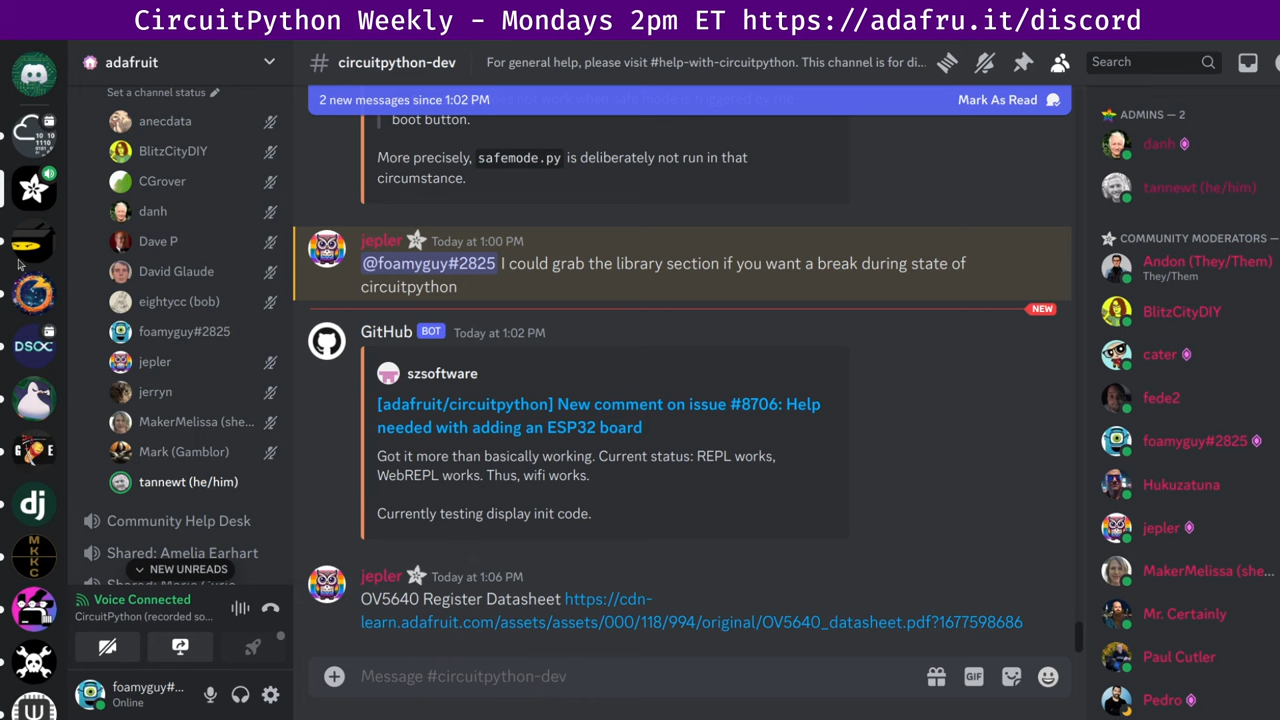 CircuitPython Weekly - Mondays 2pm ET https://adafru.it/discord
adafruit
Set a channel status
anecdata
BlitzCityDIY
CGrover
danh
Dave P
David Glaude
eightycc (bob)
foamyguy#2825
jepler
jerryn
MakerMelissa (she...
Mark (Gamblor)
tannewt (he/him)
Community Help Desk
Shared: Amelia Earhart
NEW UNREADS
Voice Connected
CircuitPython (recorded so...
foamyguy#...
Online
DSOC
dj
MK
KC
# circuitpython-dev
For general help, please visit #help-with-circuitpython. This channel is for di...
Search
2 new messages since 1:02 PM
Mark As Read
boot button.
More precisely, safemode.py is deliberately not run in that
circumstance.
jepler Today at 1:00 PM
@foamyguy#2825 I could grab the library section if you want a break during state of
circuitpython
NEW
GitHub BOT Today at 1:02 PM
szsoftware
[adafruit/circuitpython] New comment on issue #8706: Help
needed with adding an ESP32 board
Got it more than basically working. Current status: REPL works,
WebREPL works. Thus, wifi works.
Currently testing display init code.
jepler Today at 1:06 PM
OV5640 Register Datasheet https://cdn-
learn.adafruit.com/assets/assets/000/118/994/original/OV5640_datasheet.pdf?1677598686
Message #circuitpython-dev
GIF
ADMINS — 2
danh
tannewt (he/him)
COMMUNITY MODERATORS —
Andon (They/Them)
They/Them
BlitzCityDIY
cater
fede2
foamyguy#2825
Hukuzatuna
jepler
MakerMelissa (she...
Mr. Certainly
Paul Cutler
Pedro